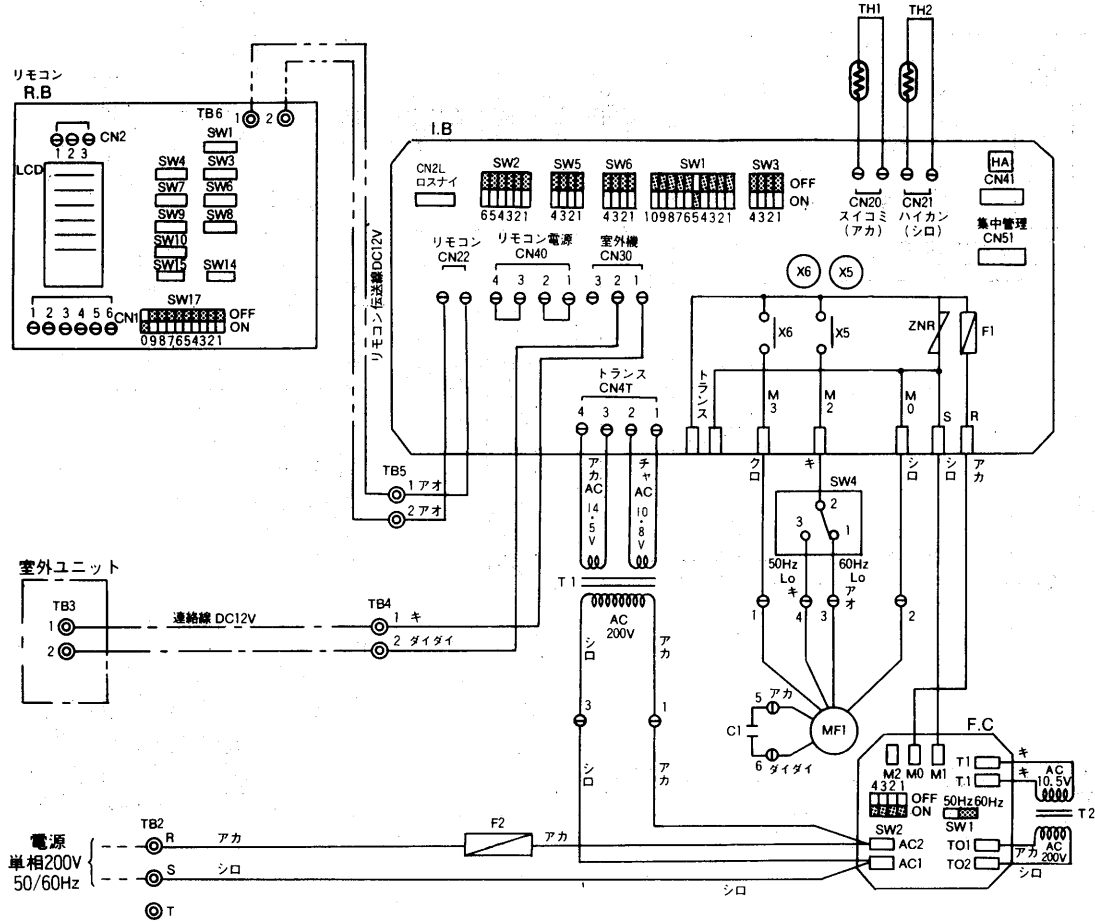 TH1 TH2
リモコン
R.B
TB6 1 2
CN2
1 2 3
LCD
SW1
SW4 SW3
SW7 SW6
SW9 SW8
SW10
SW15 SW14
1 2 3 4 5 6
CN1
SW17
OFF
ON
0987654321
リモコン伝送線DC12V
I.B
CN2L
ロスナイ
SW2
654321
SW5
4321
SW6
4321
SW1
10987654321
SW3
4321
OFF
ON
CN20
スイコミ
(アカ)
CN21
ハイカン
(シロ)
HA
CN41
集中管理
CN51
リモコン
CN22
リモコン電源
CN40
4 3 2 1
室外機
CN30
3 2 1
X6 X5
X6 X5
ZNR
F1
トランス
CN4T
4 3 2 1
トランス
M3
M2
M0
S R
クロ
キ
シロ
シロ
アカ
アカ
AC
14.5V
チャ
AC
10.8V
T1
AC
200V
シロ
アカ
3
1
シロ
アカ
TB5
1 アオ
2 アオ
SW4
2
3 1
50Hz
Lo
キ
60Hz
Lo
アオ
1 4 3 2
室外ユニット
TB3
1
2
連絡線 DC12V
TB4
1 キ
2 ダイダイ
5 アカ
C1
6 ダイダイ
MF1
F.C
M2 M0 M1
4321
OFF
ON
SW2
50Hz 60Hz
SW1
T1 キ
T1 キ
AC
10.5V
T2
AC2
AC1
TO1 アカ
TO2 シロ
AC
200V
電源
単相200V
50/60Hz
TB2
R アカ
F2
アカ
S シロ
シロ
T